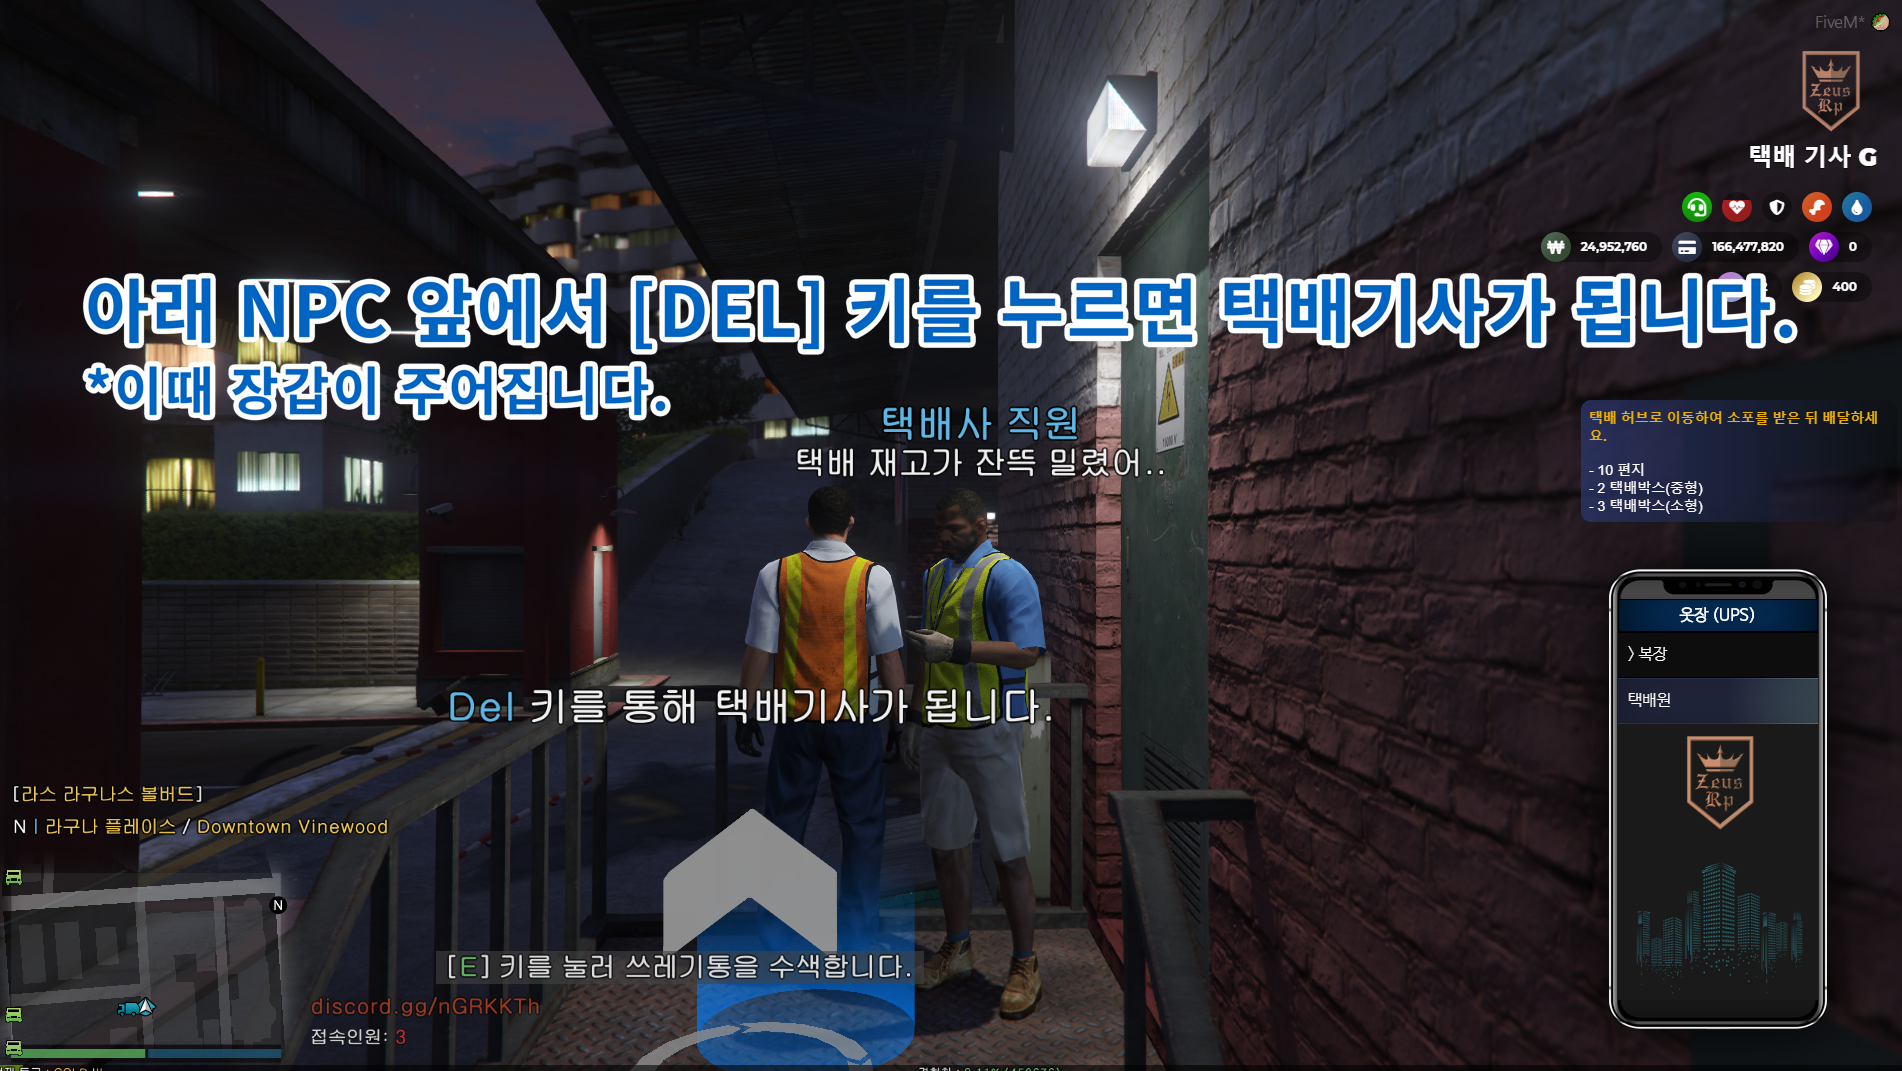 FiveM*
Zeus
Rp
택배 기사 G
24,952,760
166,477,820
0
아래 NPC 앞에서 [DEL] 키를 누르면 택배기사가 됩니다.
400
*이때 장갑이 주어집니다.
택배사 직원
택배 재고가 잔뜩 밀렸어..
택배 허브로 이동하여 소포를 받은 뒤 배달하세
요.
- 10 편지
- 2 택배박스(중형)
- 3 택배박스(소형)
옷장 (UPS)
> 복장
택배원
Zeus
Rp
Del 키를 통해 택배기사가 됩니다.
[라스 라구나스 볼버드]
N | 라구나 플레이스 / Downtown Vinewood
N
[E] 키를 눌러 쓰레기통을 수색합니다.
discord.gg/nGRKKTh
접속인원: 3